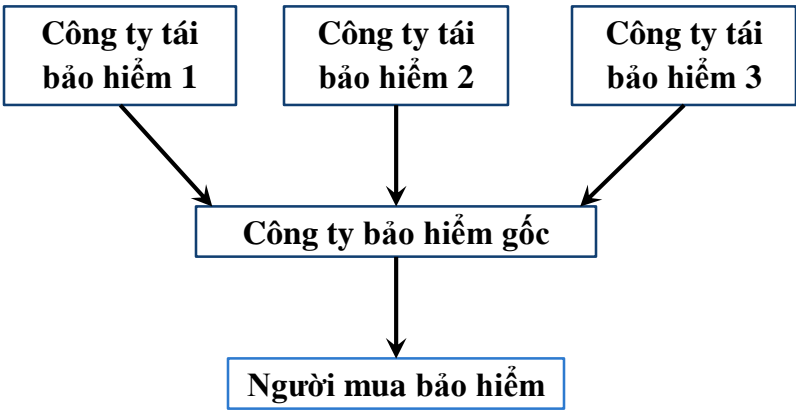 Công ty tái
bảo hiểm 1
Công ty tái
bảo hiểm 2
Công ty tái
bảo hiểm 3
Công ty bảo hiểm gốc
Người mua bảo hiểm